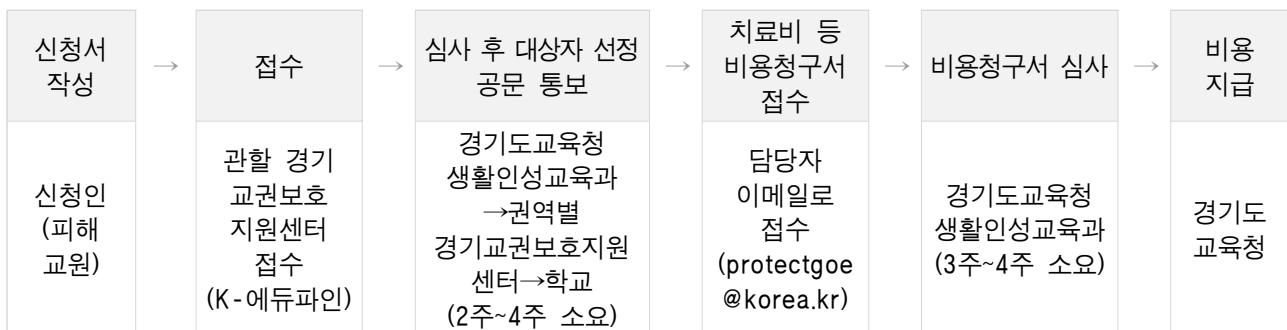 신청서
작성
→
접수
→
심사 후 대상자 선정
공문 통보
→
치료비 등
비용청구서
접수
→
비용청구서 심사
→
비용
지급
신청인
(피해
교원)
관할 경기
교권보호
지원센터
접수
(K-에듀파인)
경기도교육청
생활인성교육과
→권역별
경기교권보호지원
센터→학교
(2주~4주 소요)
담당자
이메일로
접수
(protectgoe
@korea.kr)
경기도교육청
생활인성교육과
(3주~4주 소요)
경기도
교육청